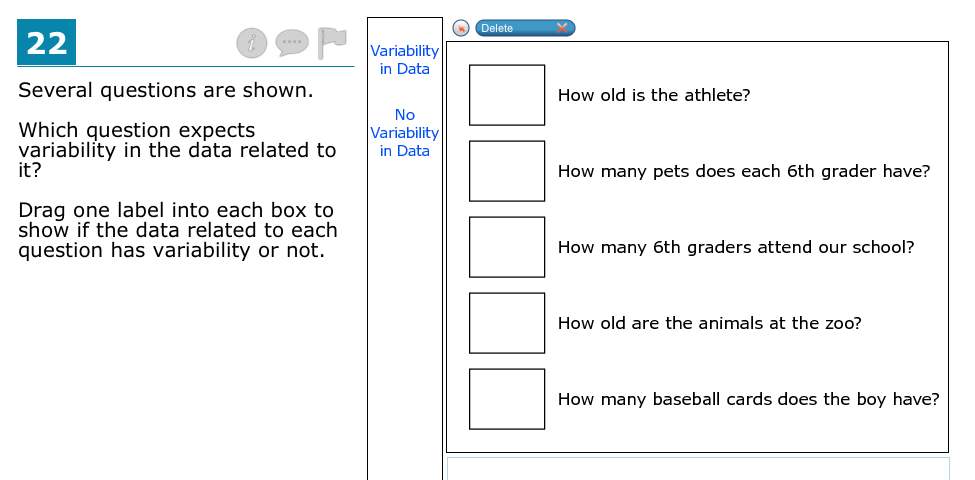 22
Several questions are shown.
Which question expects
variability in the data related to
it?
Drag one label into each box to
show if the data related to each
question has variability or not.
Variability
in Data
No
Variability
in Data
Delete
How old is the athlete?
How many pets does each 6th grader have?
How many 6th graders attend our school?
How old are the animals at the zoo?
How many baseball cards does the boy have?